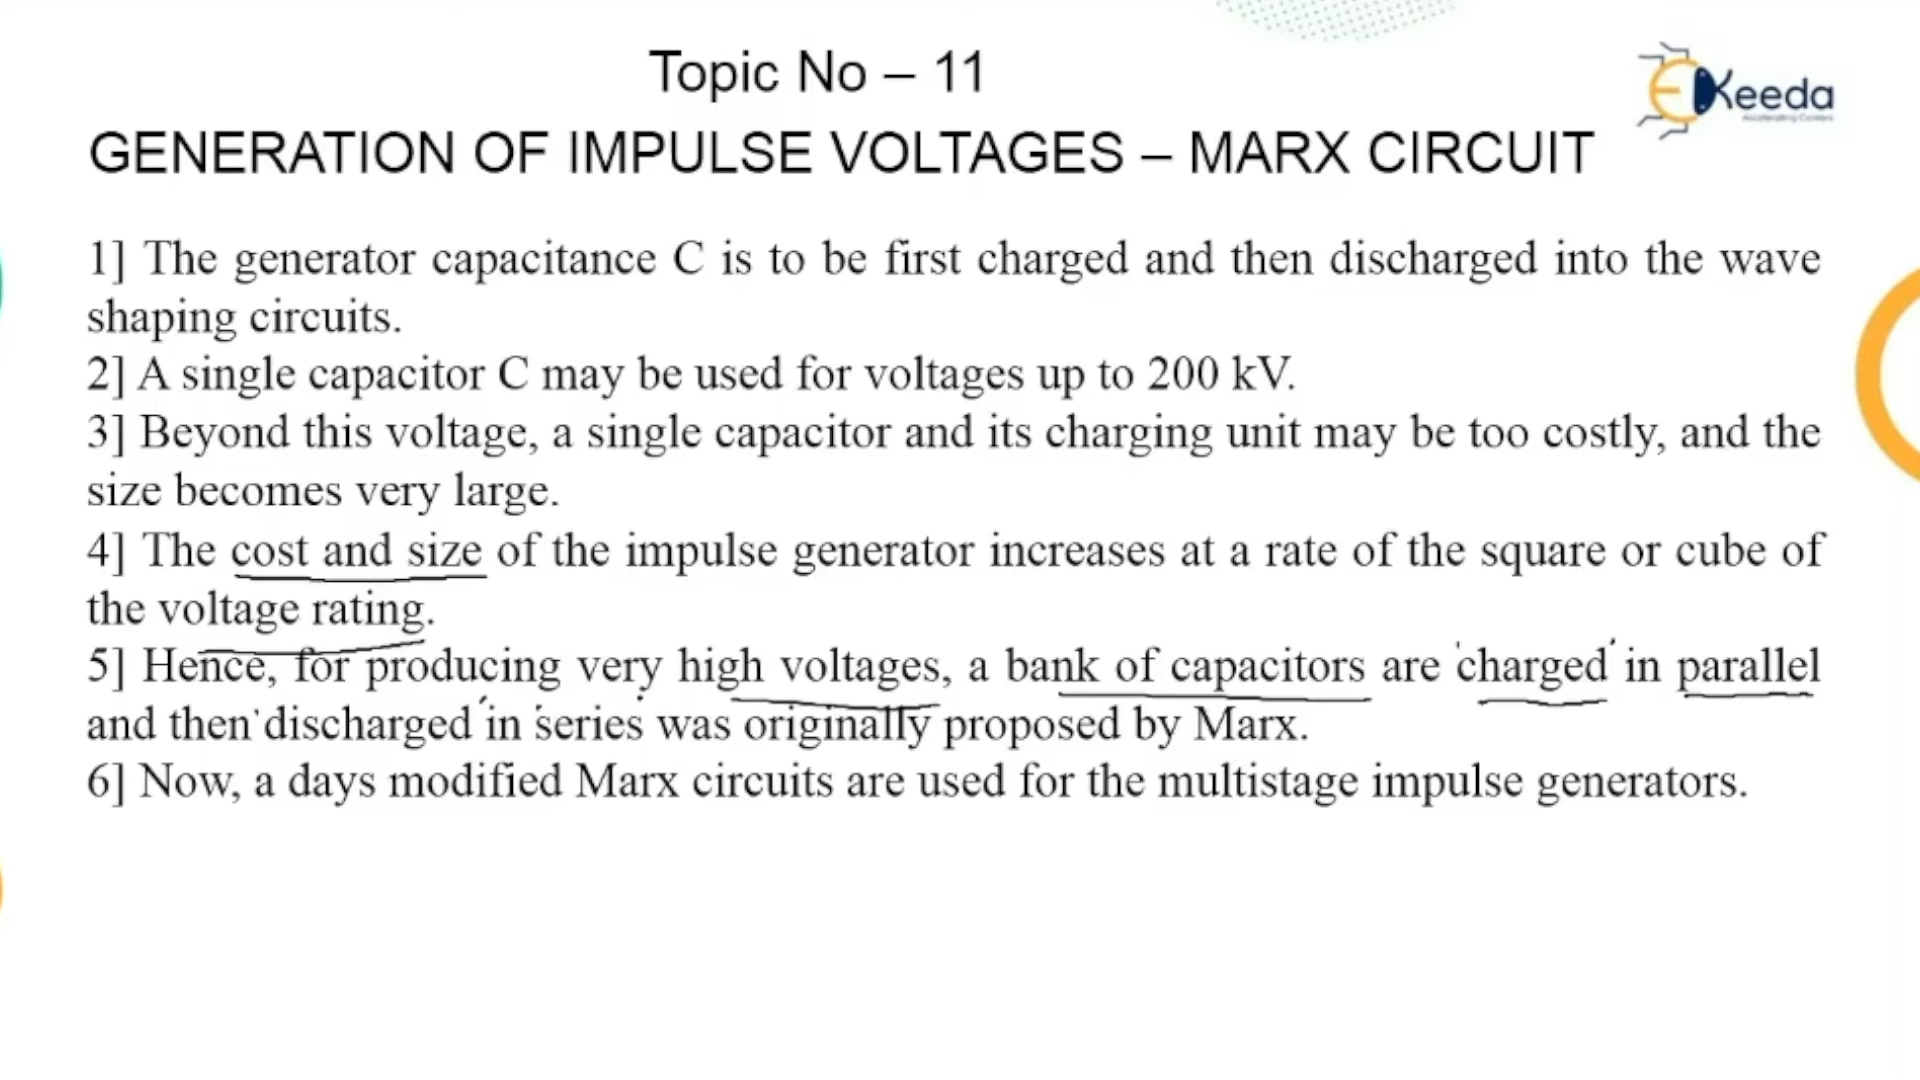 Topic No – 11
Keeda
GENERATION OF IMPULSE VOLTAGES – MARX CIRCUIT
1] The generator capacitance C is to be first charged and then discharged into the wave
shaping circuits.
2] A single capacitor C may be used for voltages up to 200 kV.
3] Beyond this voltage, a single capacitor and its charging unit may be too costly, and the
size becomes very large.
4] The cost and size of the impulse generator increases at a rate of the square or cube of
the voltage rating.
5] Hence, for producing very high voltages, a bank of capacitors are charged in parallel
and then discharged in series was originally proposed by Marx.
6] Now, a days modified Marx circuits are used for the multistage impulse generators.